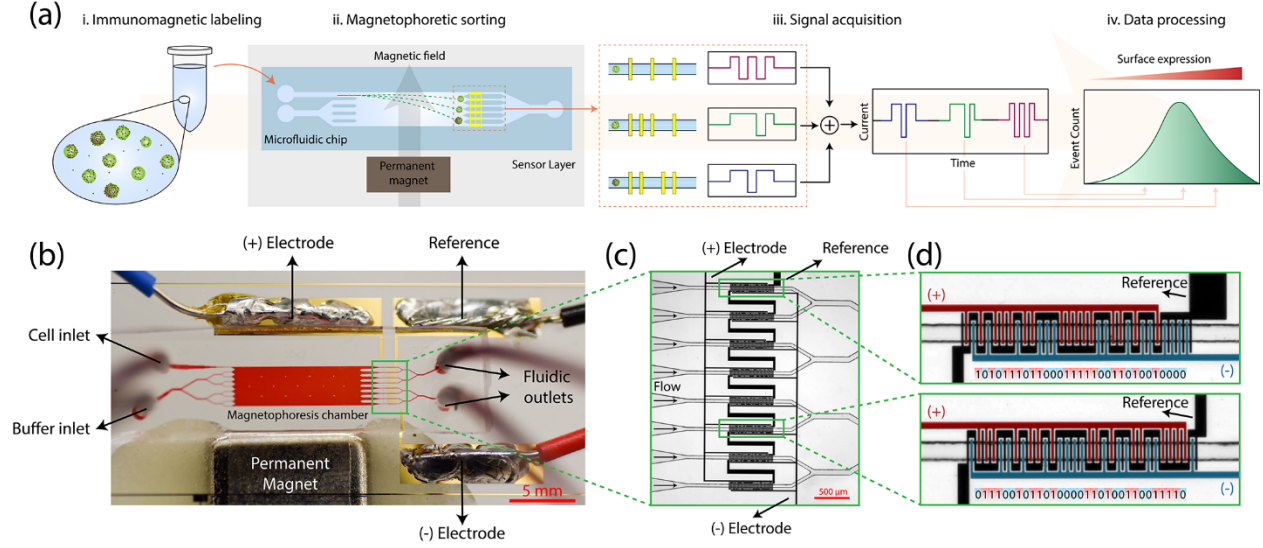 (a)
i. Immunomagnetic labeling
ii. Magnetophoretic sorting
iii. Signal acquisition
iv. Data processing
Magnetic field
Microfluidic chip
Permanent
magnet
Sensor Layer
Current
Time
Surface expression
Event Count
(b)
(+) Electrode
Reference
Cell inlet
Buffer inlet
Magnetophoresis chamber
Fluidic
outlets
Permanent
Magnet
5 mm
(-) Electrode
(c)
(+) Electrode
Reference
Flow
500 µm
(-) Electrode
(d)
Reference
(+)
(-)
1010111011000111110011010010000
Reference
(+)
(-)